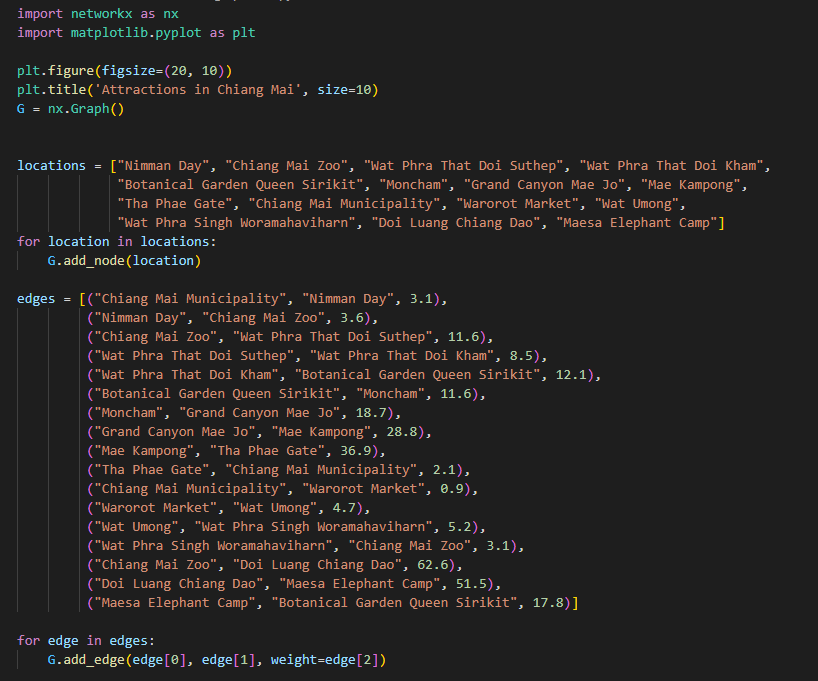 import networkx as nx
import matplotlib.pyplot as plt
plt.figure(figsize=(20, 10))
plt.title('Attractions in Chiang Mai', size=10)
G = nx.Graph()
locations = ["Nimman Day", "Chiang Mai Zoo", "Wat Phra That Doi Suthep", "Wat Phra That Doi Kham",
"Botanical Garden Queen Sirikit", "Moncham", "Grand Canyon Mae Jo", "Mae Kampong",
"Tha Phae Gate", "Chiang Mai Municipality", "Warorot Market", "Wat Umong",
"Wat Phra Singh Woramahaviharn", "Doi Luang Chiang Dao", "Maesa Elephant Camp"]
for location in locations:
G.add_node(location)
edges = [("Chiang Mai Municipality", "Nimman Day", 3.1),
("Nimman Day", "Chiang Mai Zoo", 3.6),
("Chiang Mai Zoo", "Wat Phra That Doi Suthep", 11.6),
("Wat Phra That Doi Suthep", "Wat Phra That Doi Kham", 8.5),
("Wat Phra That Doi Kham", "Botanical Garden Queen Sirikit", 12.1),
("Botanical Garden Queen Sirikit", "Moncham", 11.6),
("Moncham", "Grand Canyon Mae Jo", 18.7),
("Grand Canyon Mae Jo", "Mae Kampong", 28.8),
("Mae Kampong", "Tha Phae Gate", 36.9),
("Tha Phae Gate", "Chiang Mai Municipality", 2.1),
("Chiang Mai Municipality", "Warorot Market", 0.9),
("Warorot Market", "Wat Umong", 4.7),
("Wat Umong", "Wat Phra Singh Woramahaviharn", 5.2),
("Wat Phra Singh Woramahaviharn", "Chiang Mai Zoo", 3.1),
("Chiang Mai Zoo", "Doi Luang Chiang Dao", 62.6),
("Doi Luang Chiang Dao", "Maesa Elephant Camp", 51.5),
("Maesa Elephant Camp", "Botanical Garden Queen Sirikit", 17.8)]
for edge in edges:
G.add_edge(edge[0], edge[1], weight=edge[2])